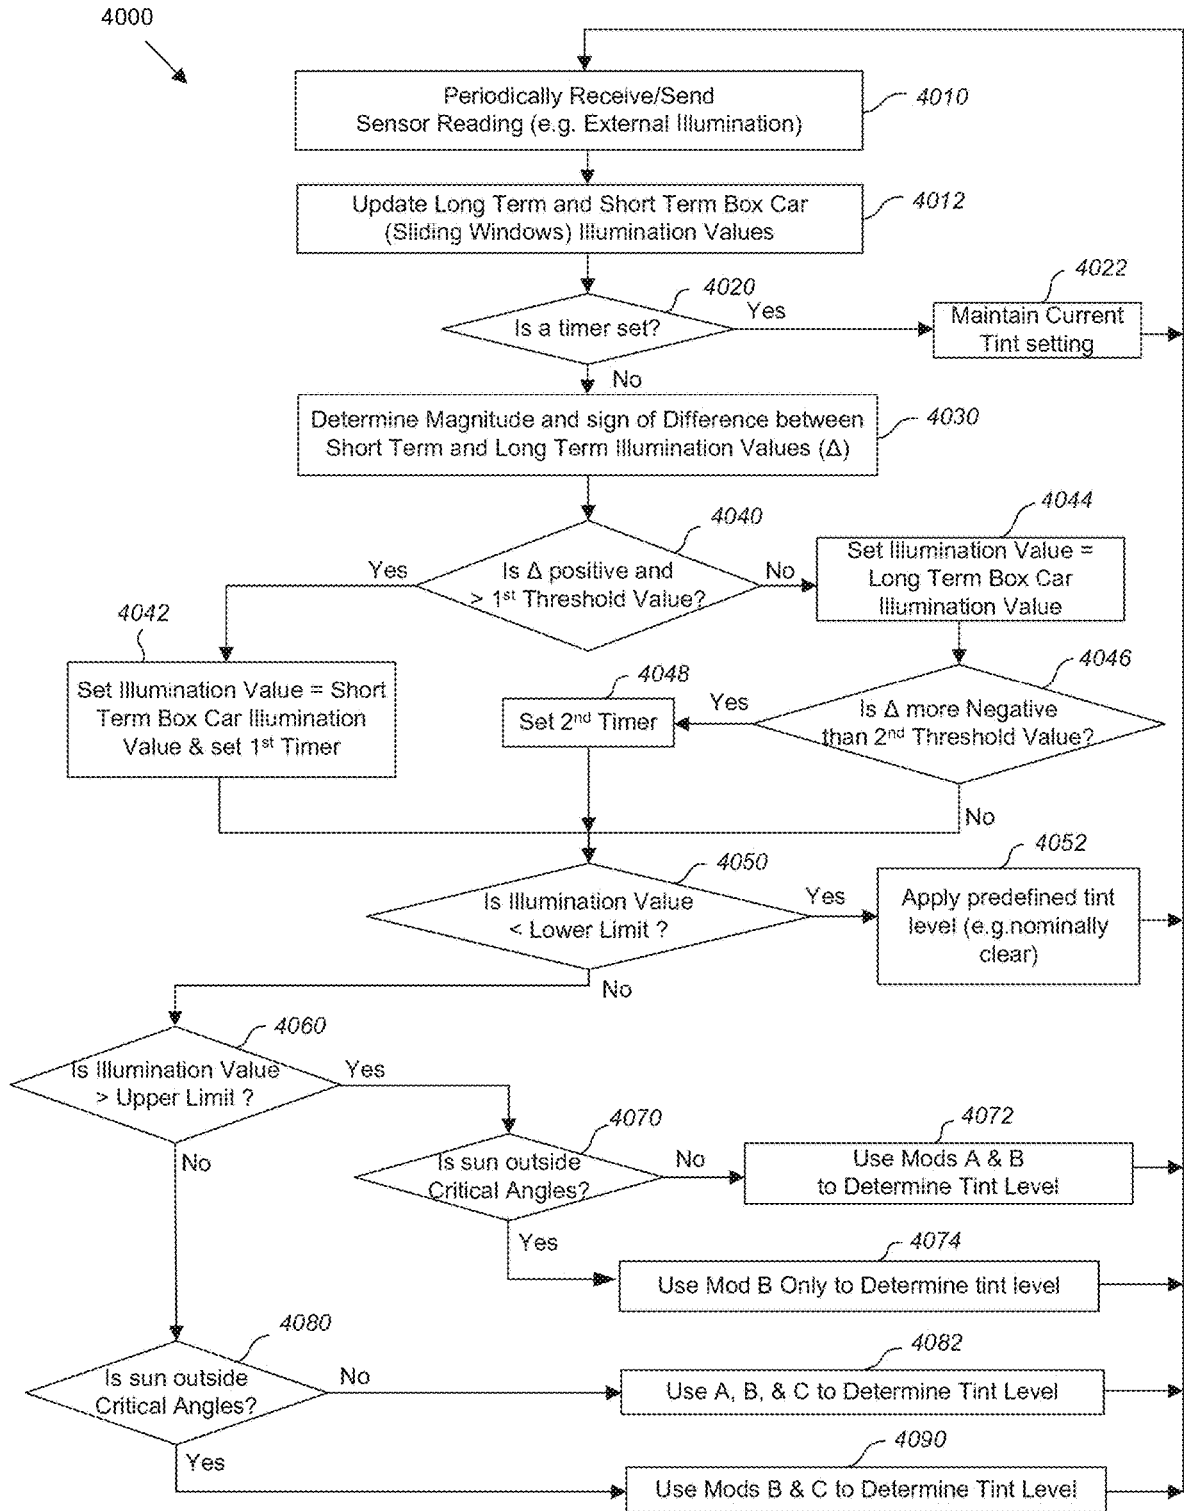 4000
Periodically Receive/Send
Sensor Reading (e.g. External Illumination)
4010
Update Long Term and Short Term Box Car
(Sliding Windows) Illumination Values
4012
4020
Is a timer set?
Yes
4022
Maintain Current
Tint setting
No
Determine Magnitude and sign of Difference between
Short Term and Long Term Illumination Values (Δ)
4030
4040
Is Δ positive and
> 1st Threshold Value?
Yes
No
4044
Set Illumination Value =
Long Term Box Car
Illumination Value
4042
Set Illumination Value = Short
Term Box Car Illumination
Value & set 1st Timer
4048
Set 2nd Timer
Yes
4046
Is Δ more Negative
than 2nd Threshold Value?
No
4050
Is Illumination Value
< Lower Limit ?
Yes
4052
Apply predefined tint
level (e.g.nominally
clear)
No
4060
Is Illumination Value
> Upper Limit ?
Yes
No
4070
Is sun outside
Critical Angles?
No
4072
Use Mods A & B
to Determine Tint Level
Yes
4074
Use Mod B Only to Determine tint level
4080
Is sun outside
Critical Angles?
No
4082
Use A, B, & C to Determine Tint Level
Yes
4090
Use Mods B & C to Determine Tint Level